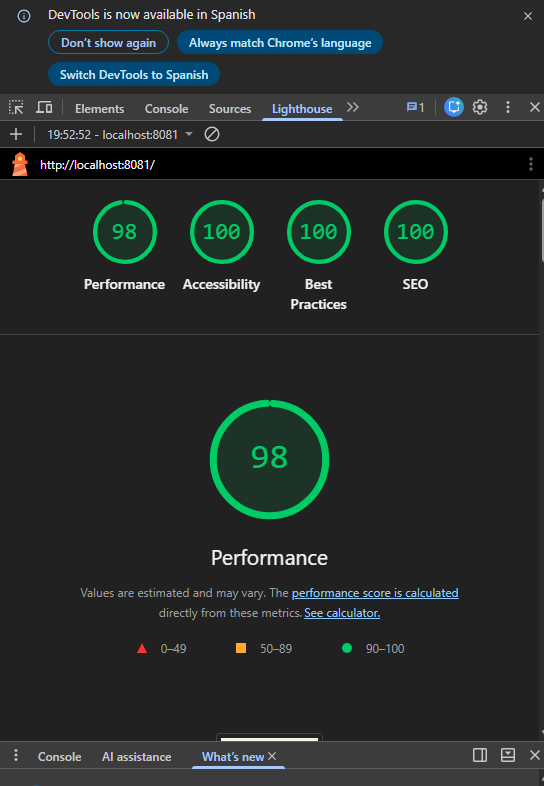 DevTools is now available in Spanish
Don't show again
Always match Chrome's language
Switch DevTools to Spanish
Elements
Console
Sources
Lighthouse
1
19:52:52 - localhost:8081
http://localhost:8081/
98
100
100
100
Performance
Accessibility
Best
Practices
SEO
98
Performance
Values are estimated and may vary. The performance score is calculated
directly from these metrics. See calculator.
0–49
50–89
90–100
Console
AI assistance
What's new